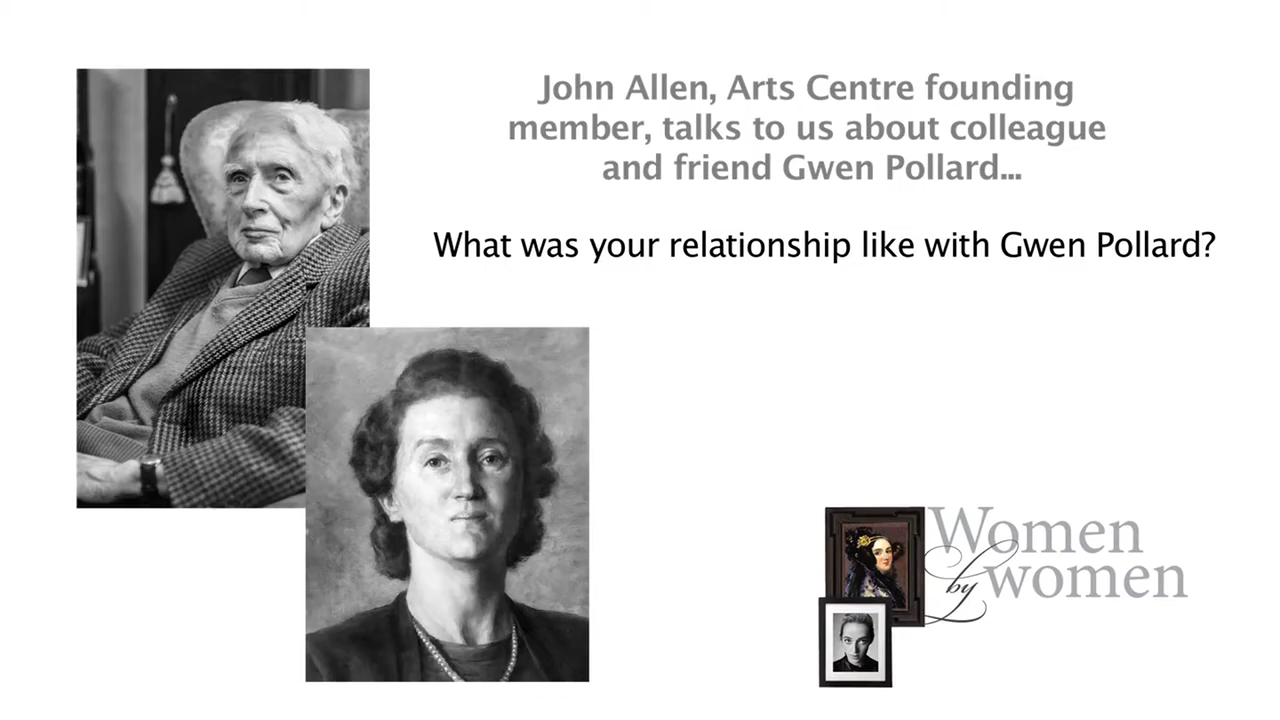 John Allen, Arts Centre founding
member, talks to us about colleague
and friend Gwen Pollard...
What was your relationship like with Gwen Pollard?
Women
by women